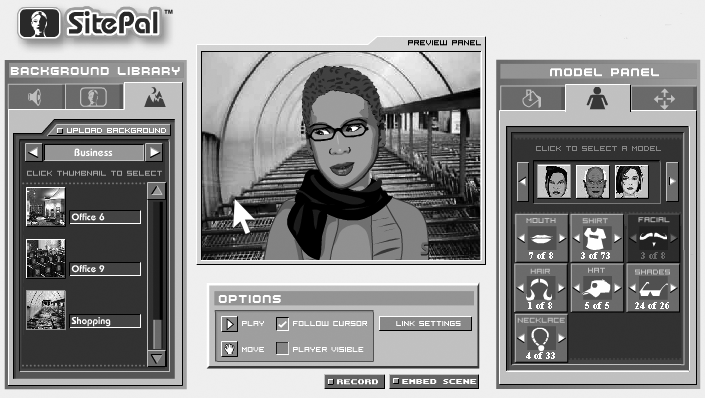 SitePal™
PREVIEW PANEL
BACKGROUND LIBRARY
UPLOAD BACKGROUND
Business
CLICK THUMBNAIL TO SELECT
Office 6
Office 9
Shopping
OPTIONS
PLAY
FOLLOW CURSOR
LINK SETTINGS
MOVE
PLAYER VISIBLE
RECORD
EMBED SCENE
MODEL PANEL
CLICK TO SELECT A MODEL
MOUTH
7 of 8
SHIRT
3 of 73
FACIAL
3 of 8
HAIR
1 of 8
HAT
5 of 5
SHADES
24 of 26
NECKLACE
4 of 33